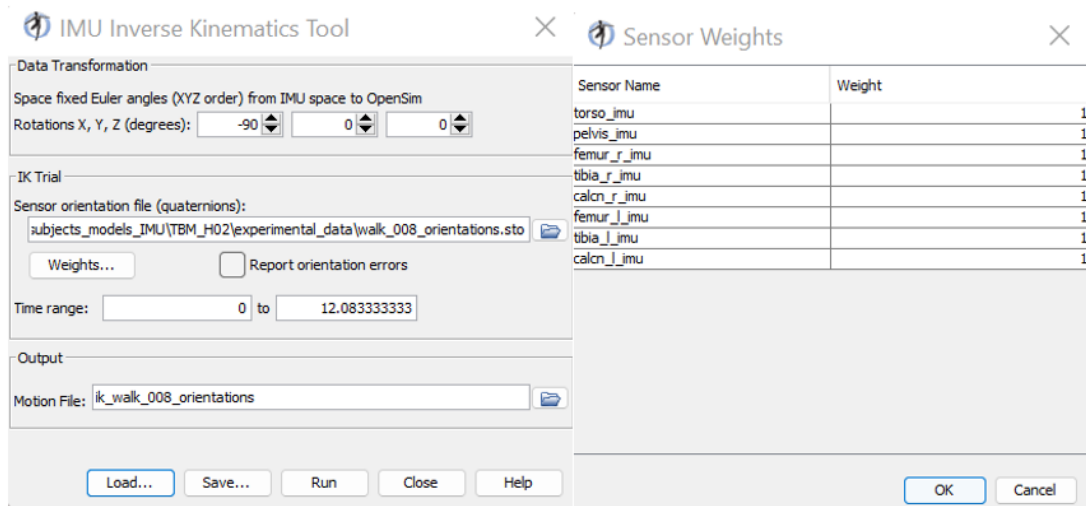 IMU Inverse Kinematics Tool
Data Transformation
Space fixed Euler angles (XYZ order) from IMU space to OpenSim
Rotations X, Y, Z (degrees): -90 0 0
IK Trial
Sensor orientation file (quaternions):
subjects_models_IMU\TBM_H02\experimental_data\walk_008_orientations.sto
Weights... Report orientation errors
Time range: 0 to 12.083333333
Output
Motion File: ik_walk_008_orientations
Load... Save... Run Close Help
Sensor Weights
Sensor Name Weight
torso_imu 1
pelvis_imu 1
femur_r_imu 1
tibia_r_imu 1
calcn_r_imu 1
femur_l_imu 1
tibia_l_imu 1
calcn_l_imu 1
OK Cancel